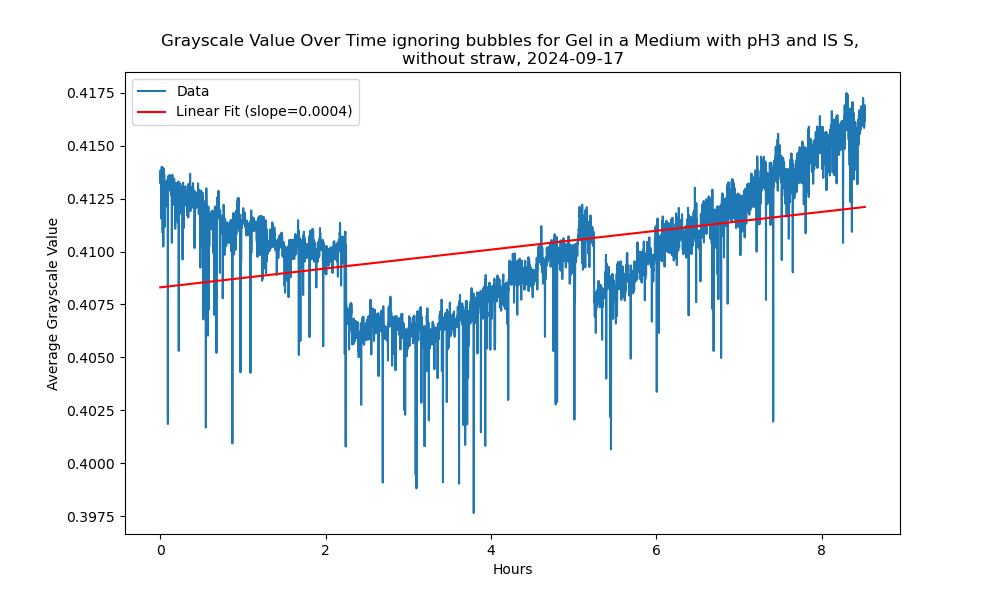 Grayscale Value Over Time ignoring bubbles for Gel in a Medium with pH3 and IS S,
without straw, 2024-09-17
Data
Linear Fit (slope=0.0004)
Average Grayscale Value
0.4175
0.4150
0.4125
0.4100
0.4075
0.4050
0.4025
0.4000
0.3975
0 2 4 6 8
Hours